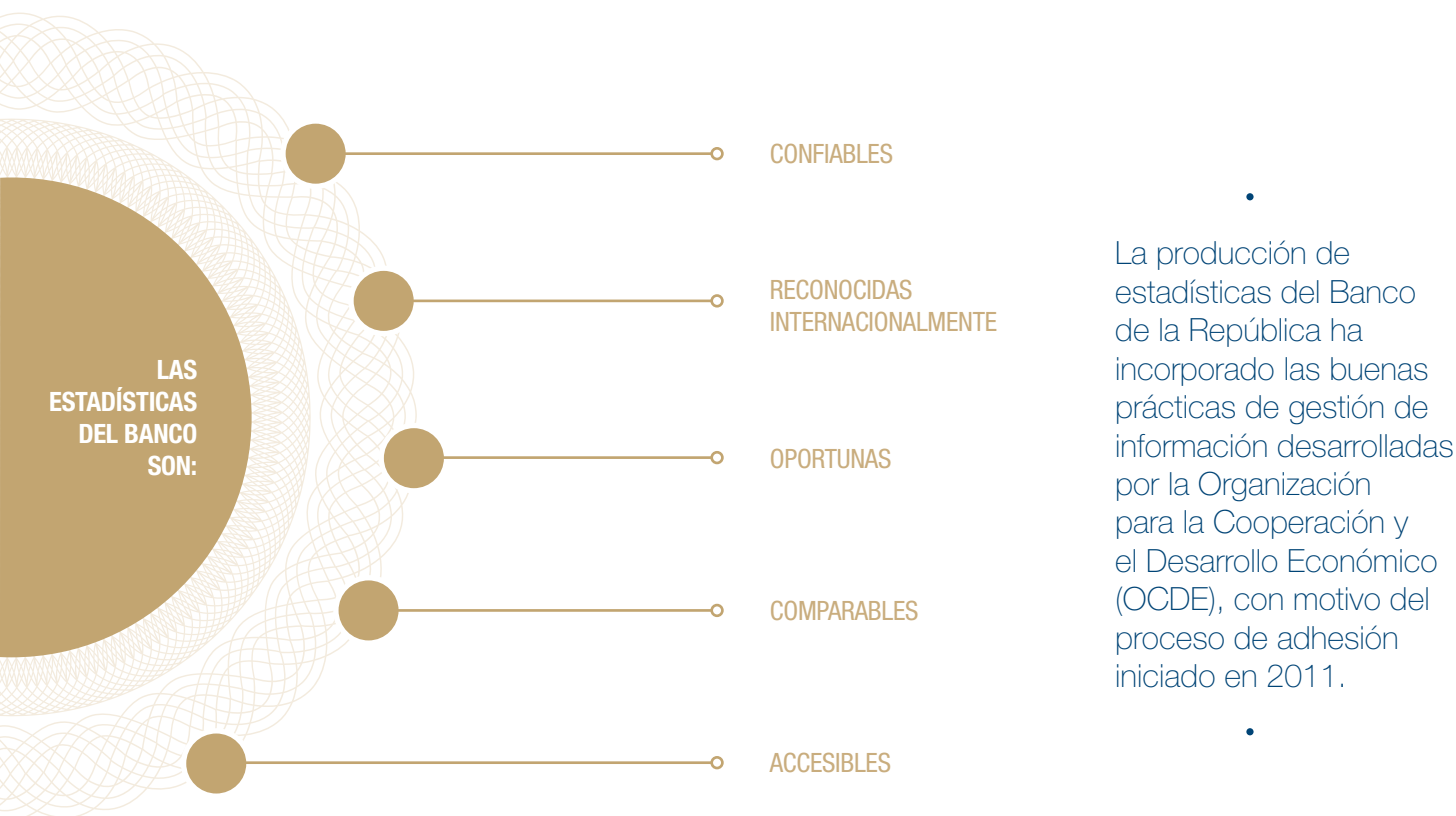 LAS
ESTADÍSTICAS
DEL BANCO
SON:
CONFIABLES
RECONOCIDAS
INTERNACIONALMENTE
OPORTUNAS
COMPARABLES
ACCESIBLES
La producción de
estadísticas del Banco
de la República ha
incorporado las buenas
prácticas de gestión de
información desarrolladas
por la Organización
para la Cooperación y
el Desarrollo Económico
(OCDE), con motivo del
proceso de adhesión
iniciado en 2011.